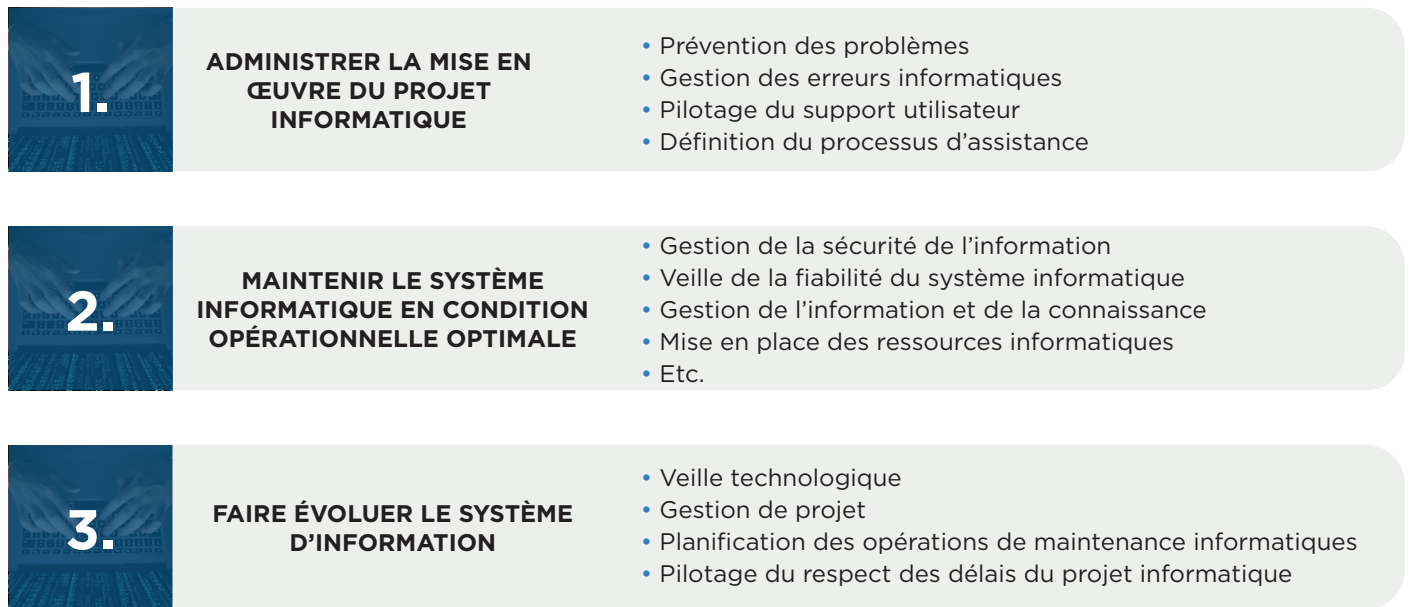 1.
ADMINISTRER LA MISE EN
ŒUVRE DU PROJET
INFORMATIQUE
• Prévention des problèmes
• Gestion des erreurs informatiques
• Pilotage du support utilisateur
• Définition du processus d’assistance
2.
MAINTENIR LE SYSTÈME
INFORMATIQUE EN CONDITION
OPÉRATIONNELLE OPTIMALE
• Gestion de la sécurité de l’information
• Veille de la fiabilité du système informatique
• Gestion de l’information et de la connaissance
• Mise en place des ressources informatiques
• Etc.
3.
FAIRE ÉVOLUER LE SYSTÈME
D’INFORMATION
• Veille technologique
• Gestion de projet
• Planification des opérations de maintenance informatiques
• Pilotage du respect des délais du projet informatique